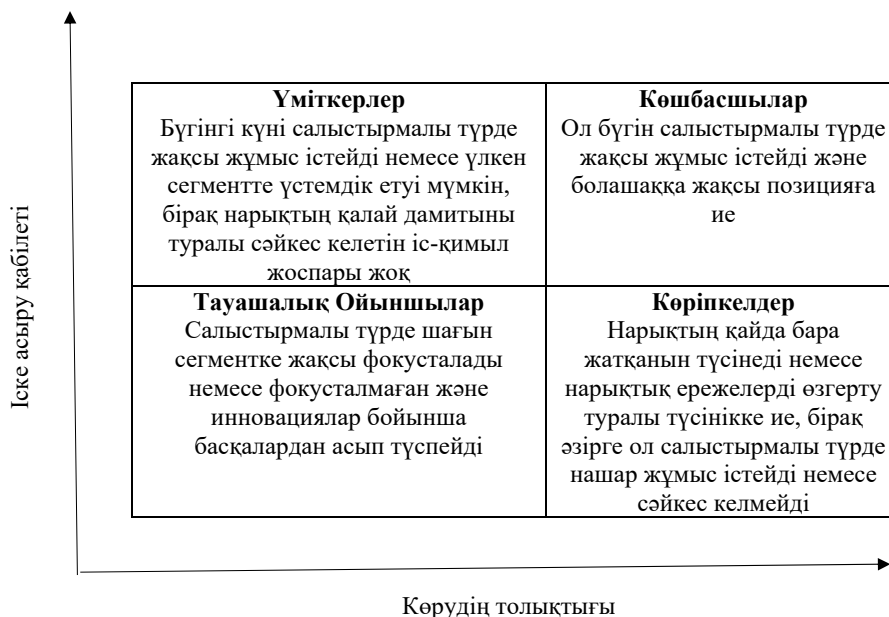 Үміткерлер
Бүгінгі күні салыстырмалы түрде
жақсы жұмыс істейді немесе үлкен
сегментте үстемдік етуі мүмкін,
бірақ нарықтың қалай дамитыны
туралы сәйкес келетін іс-қимыл
жоспары жоқ
Көшбасшылар
Ол бүгін салыстырмалы түрде
жақсы жұмыс істейді және
болашаққа жақсы позицияға
ие
Тауашалық Ойыншылар
Салыстырмалы түрде шағын
сегментке жақсы фокусталады
немесе фокусталмаған және
инновациялар бойынша
басқалардан асып түспейді
Көріпкелдер
Нарықтың қайда бара
жатқанын түсінеді немесе
нарықтық ережелерді өзгерту
туралы түсінікке ие, бірақ
әзірге ол салыстырмалы түрде
нашар жұмыс істейді немесе
сәйкес келмейді
Іске асыру қабілеті
Көрудің толықтығы